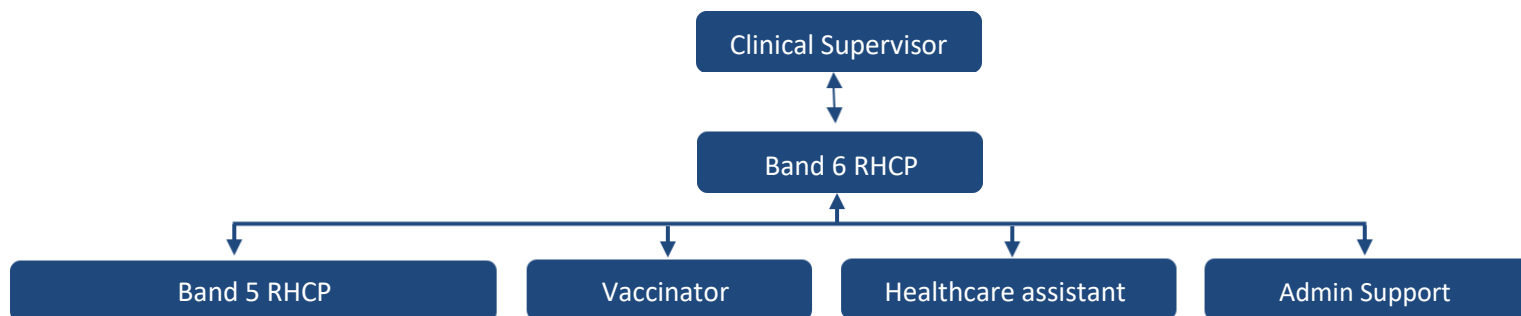 Clinical Supervisor
Band 6 RHCP
Band 5 RHCP
Vaccinator
Healthcare assistant
Admin Support